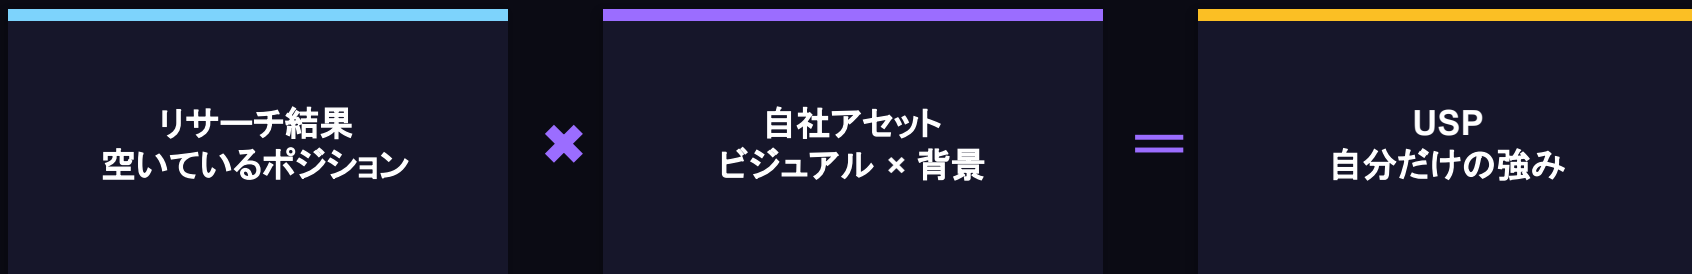 リサーチ結果
空いているポジション
✖
自社アセット
ビジュアル × 背景
＝
USP
自分だけの強み